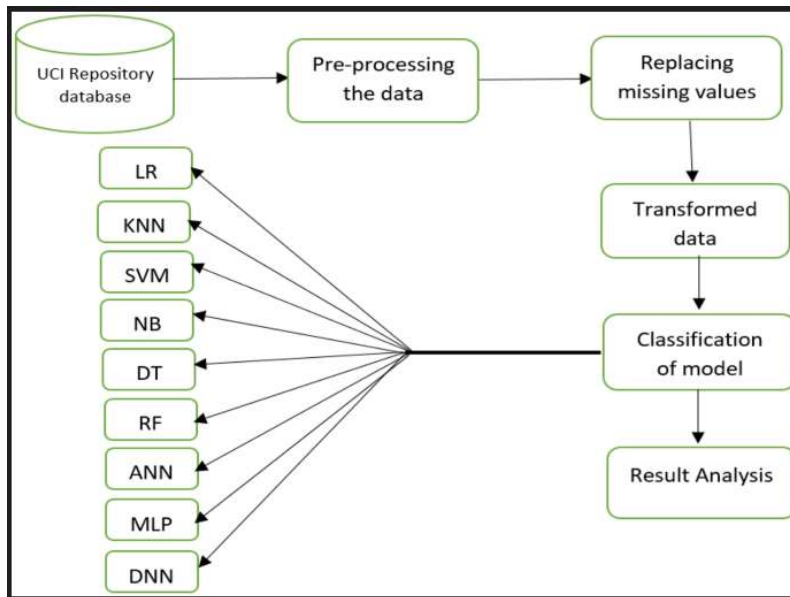 UCI Repository
database
Pre-processing
the data
Replacing
missing values
Transformed
data
Classification
of model
Result Analysis
LR
KNN
SVM
NB
DT
RF
ANN
MLP
DNN